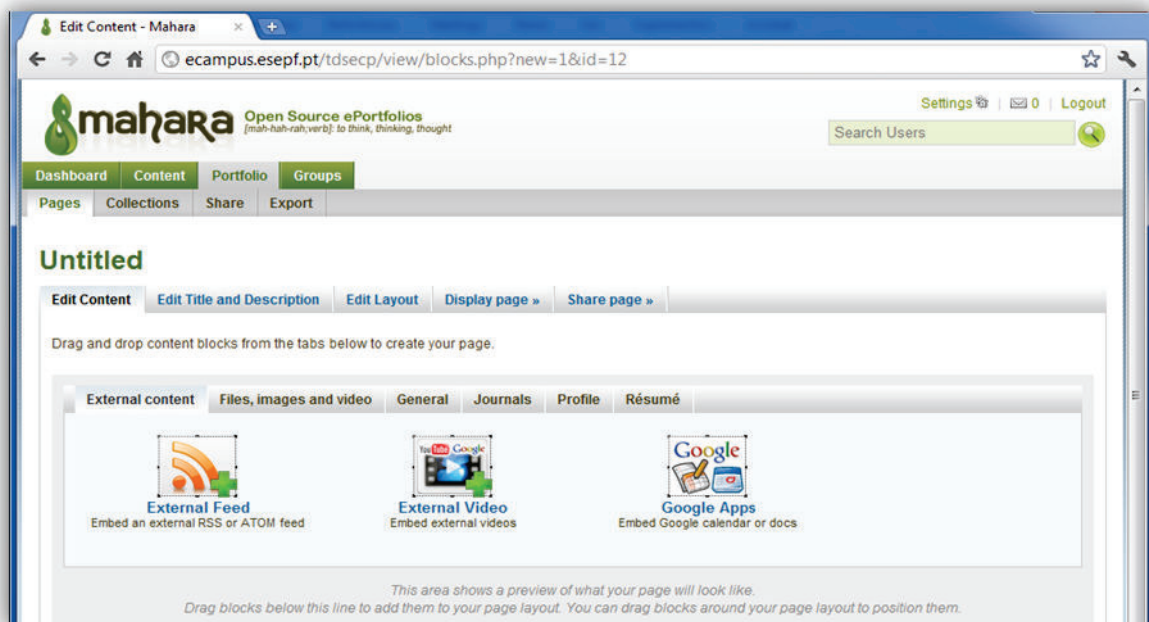 Edit Content - Mahara
ecampus.esepf.pt/tdsecp/view/blocks.php?new=1&id=12
Settings | 0 | Logout
mahara Open Source ePortfolios
[mah-hah-rah;verb]: to think, thinking, thought
Search Users
Dashboard Content Portfolio Groups
Pages Collections Share Export
Untitled
Edit Content Edit Title and Description Edit Layout Display page » Share page »
Drag and drop content blocks from the tabs below to create your page.
External content Files, images and video General Journals Profile Résumé
You Tube Google
Google
External Feed External Video Google Apps
Embed an external RSS or ATOM feed Embed external videos Embed Google calendar or docs
This area shows a preview of what your page will look like.
Drag blocks below this line to add them to your page layout. You can drag blocks around your page layout to position them.